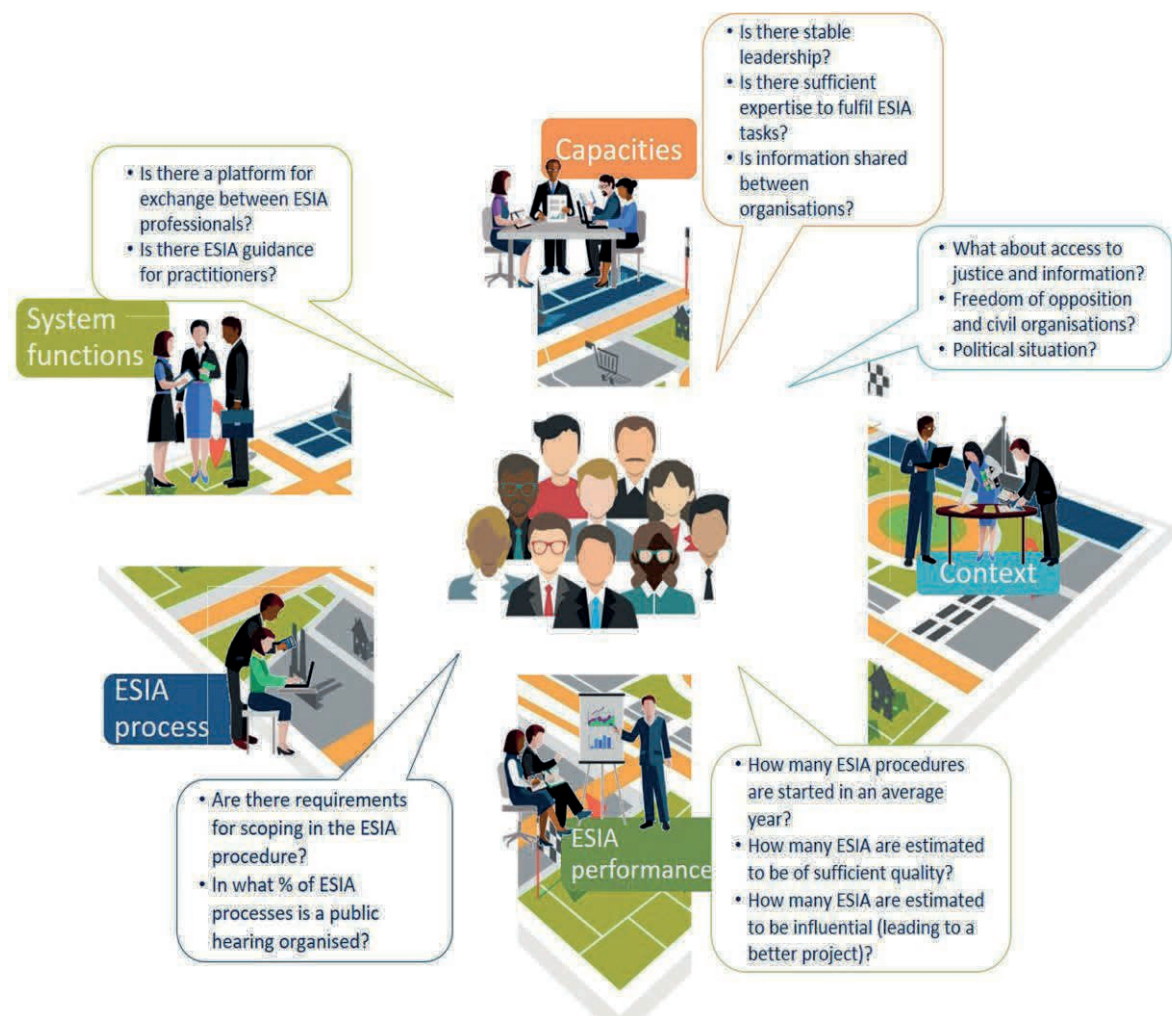 Capacities
• Is there stable
leadership?
• Is there sufficient
expertise to fulfil ESIA
tasks?
• Is information shared
between
organisations?
System
functions
• Is there a platform for
exchange between ESIA
professionals?
• Is there ESIA guidance
for practitioners?
• What about access to
justice and information?
• Freedom of opposition
and civil organisations?
• Political situation?
Context
ESIA
process
• Are there requirements
for scoping in the ESIA
procedure?
• In what % of ESIA
processes is a public
hearing organised?
ESIA
performance
• How many ESIA procedures
are started in an average
year?
• How many ESIA are estimated
to be of sufficient quality?
• How many ESIA are estimated
to be influential (leading to a
better project)?